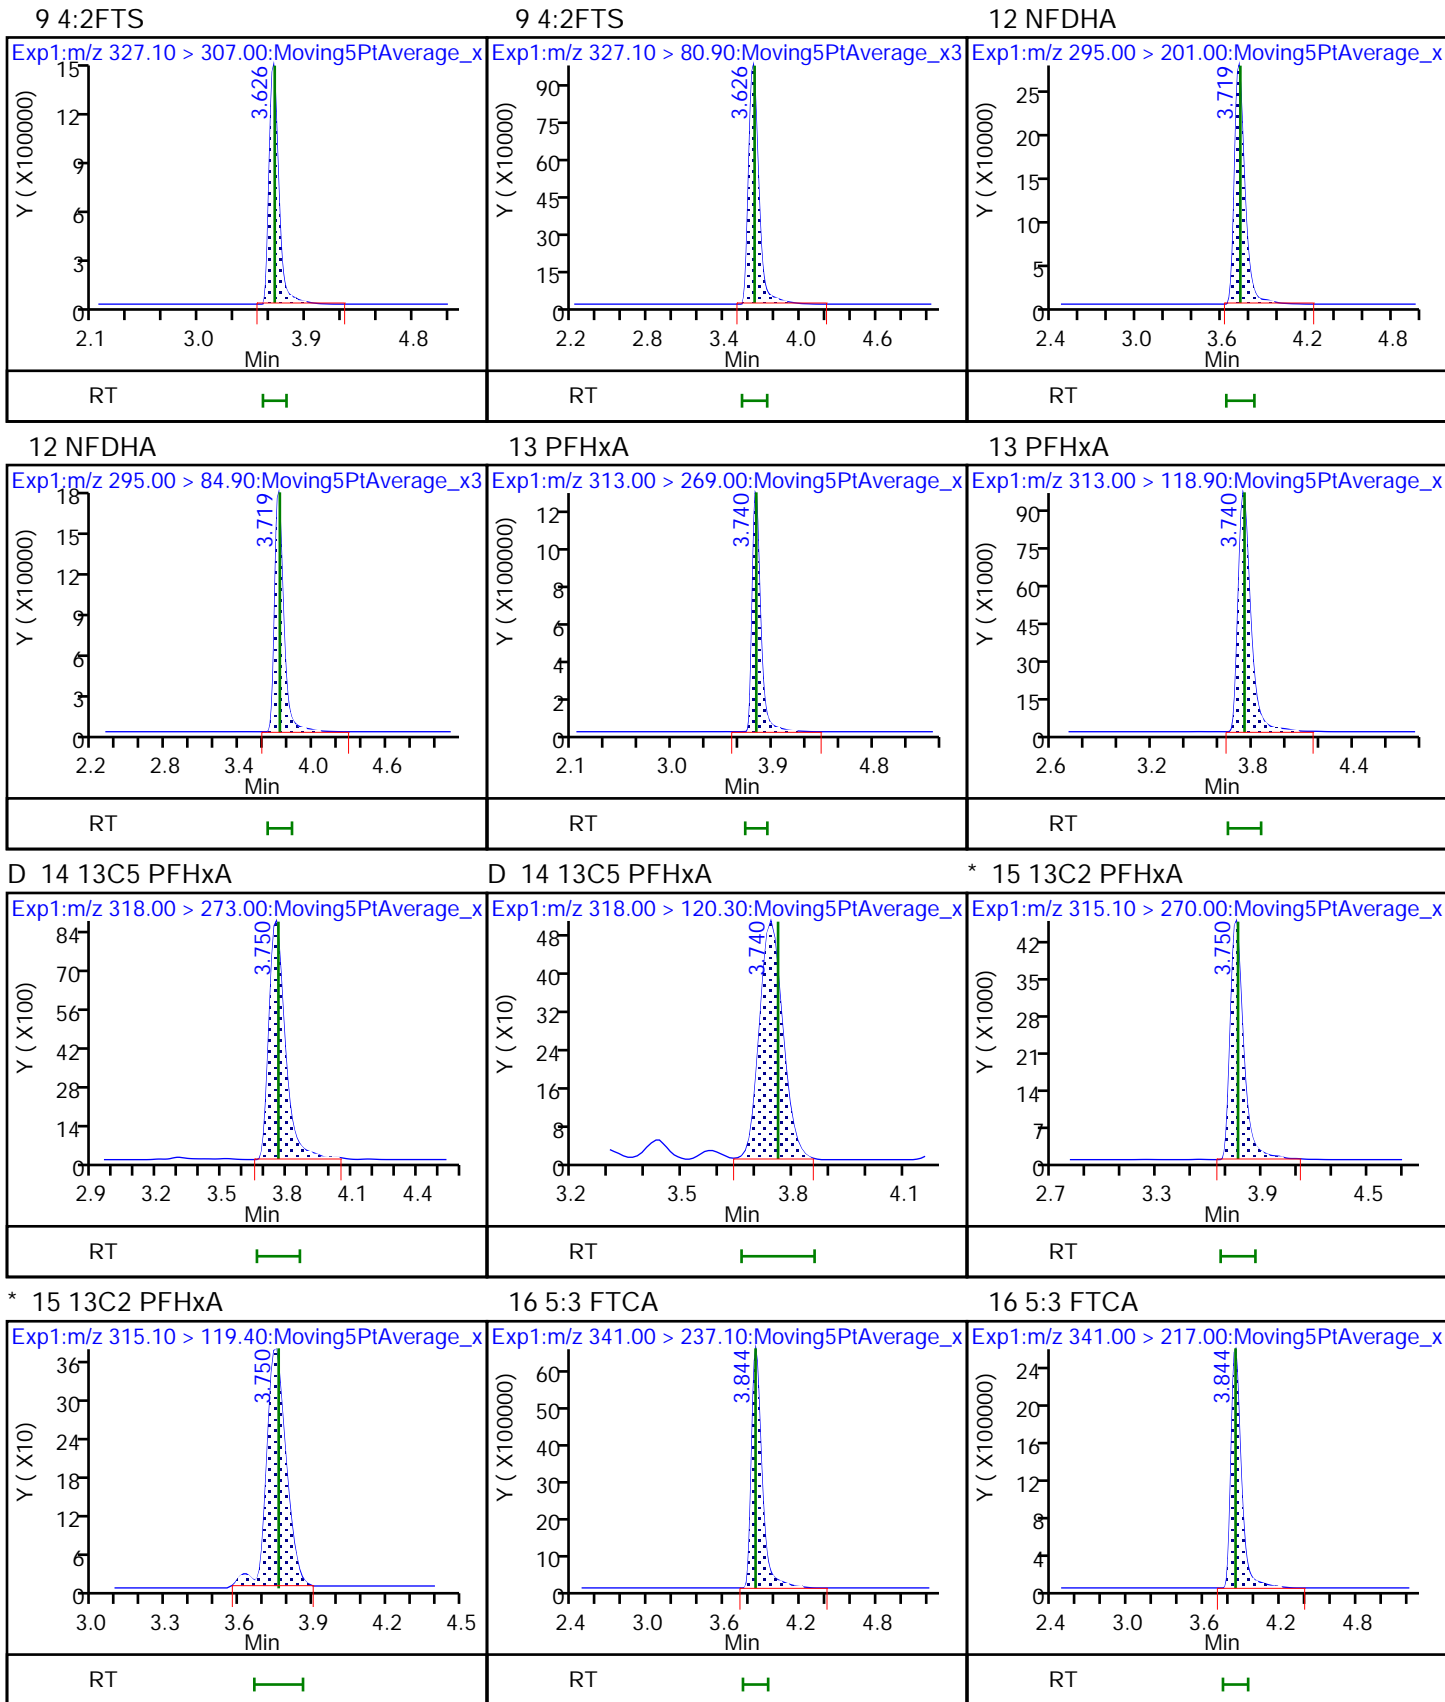 9 4:2FTS
Exp1:m/z 327.10 > 307.00:Moving5PtAverage_x
Y ( X100000)
15
12
9
6
3
0
3.626
2.1 3.0 3.9 4.8
Min
RT
9 4:2FTS
Exp1:m/z 327.10 > 80.90:Moving5PtAverage_x3
Y ( X10000)
90
75
60
45
30
15
0
3.626
2.2 2.8 3.4 4.0 4.6
Min
RT
12 NFDHA
Exp1:m/z 295.00 > 201.00:Moving5PtAverage_x
Y ( X10000)
25
20
15
10
5
0
3.719
2.4 3.0 3.6 4.2 4.8
Min
RT
12 NFDHA
Exp1:m/z 295.00 > 84.90:Moving5PtAverage_x3
Y ( X10000)
18
15
12
9
6
3
0
3.719
2.2 2.8 3.4 4.0 4.6
Min
RT
13 PFHxA
Exp1:m/z 313.00 > 269.00:Moving5PtAverage_x
Y ( X100000)
12
10
8
6
4
2
0
3.740
2.1 3.0 3.9 4.8
Min
RT
13 PFHxA
Exp1:m/z 313.00 > 118.90:Moving5PtAverage_x
Y ( X1000)
90
75
60
45
30
15
0
3.740
2.6 3.2 3.8 4.4
Min
RT
D 14 13C5 PFHxA
Exp1:m/z 318.00 > 273.00:Moving5PtAverage_x
Y ( X100)
84
70
56
42
28
14
0
3.750
2.9 3.2 3.5 3.8 4.1 4.4
Min
RT
D 14 13C5 PFHxA
Exp1:m/z 318.00 > 120.30:Moving5PtAverage_x
Y ( X10)
48
40
32
24
16
8
0
3.740
3.2 3.5 3.8 4.1
Min
RT
* 15 13C2 PFHxA
Exp1:m/z 315.10 > 270.00:Moving5PtAverage_x
Y ( X1000)
42
35
28
21
14
7
0
3.750
2.7 3.3 3.9 4.5
Min
RT
* 15 13C2 PFHxA
Exp1:m/z 315.10 > 119.40:Moving5PtAverage_x
Y ( X10)
36
30
24
18
12
6
0
3.750
3.0 3.3 3.6 3.9 4.2 4.5
Min
RT
16 5:3 FTCA
Exp1:m/z 341.00 > 237.10:Moving5PtAverage_x
Y ( X100000)
60
50
40
30
20
10
0
3.844
2.4 3.0 3.6 4.2 4.8
Min
RT
16 5:3 FTCA
Exp1:m/z 341.00 > 217.00:Moving5PtAverage_x
Y ( X100000)
24
20
16
12
8
4
0
3.844
2.4 3.0 3.6 4.2 4.8
Min
RT